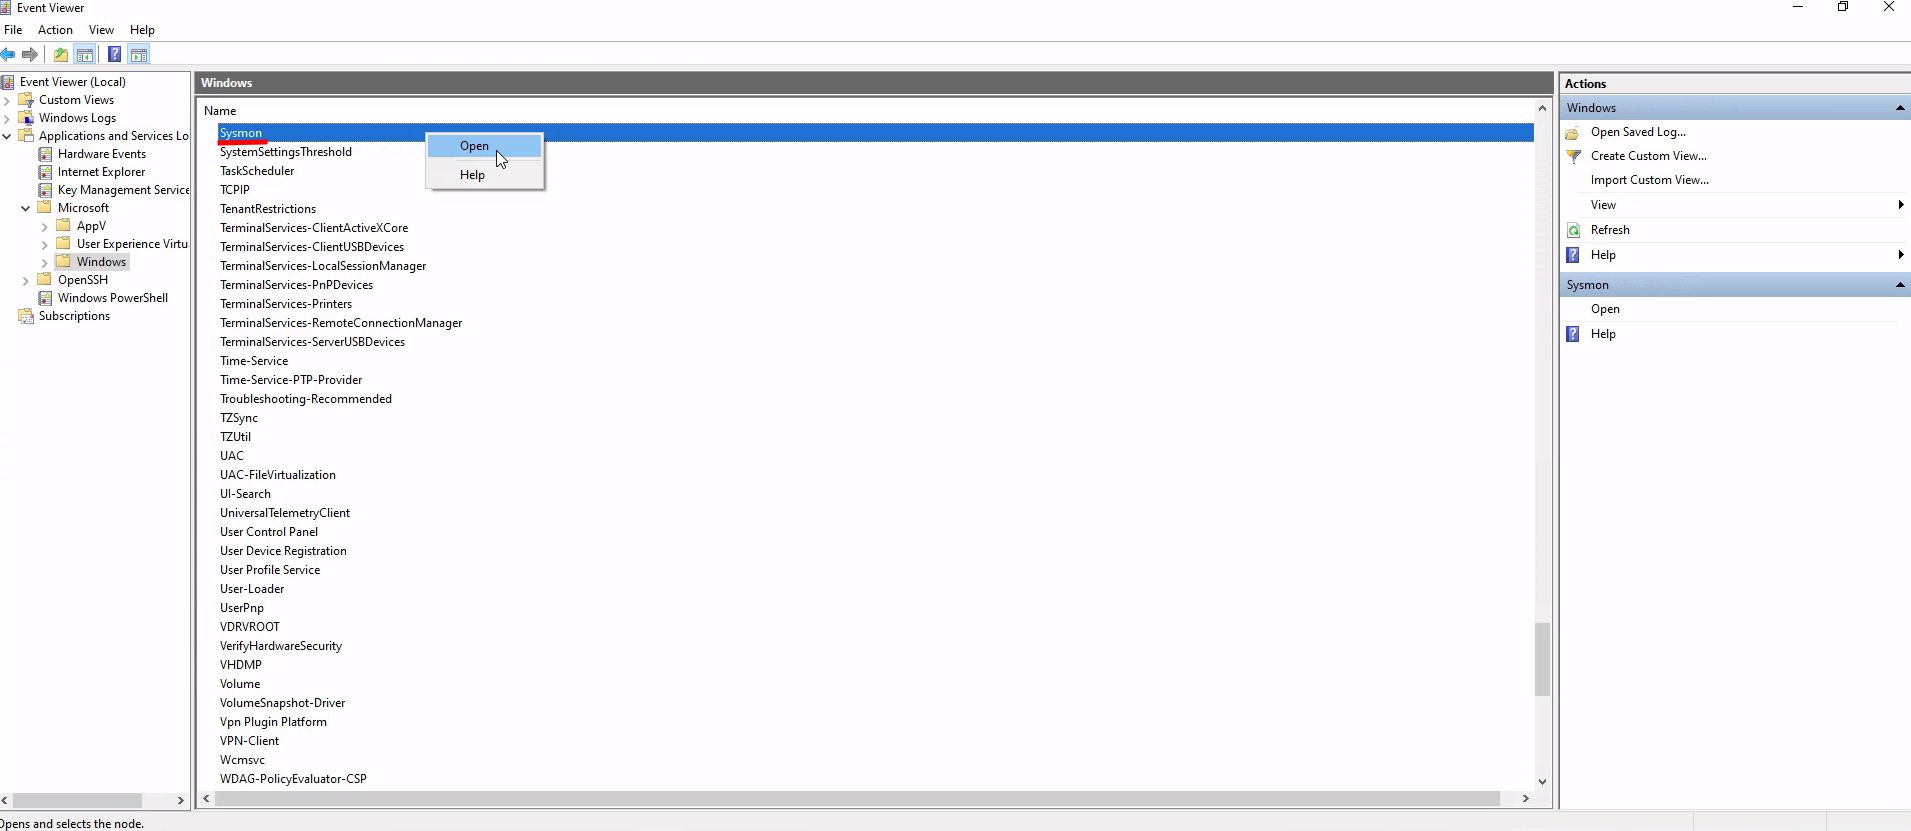 Event Viewer
File Action View Help
Event Viewer (Local)
Custom Views
Windows Logs
Applications and Services Lo
Hardware Events
Internet Explorer
Key Management Service
Microsoft
AppV
User Experience Virtu
Windows
OpenSSH
Windows PowerShell
Subscriptions
Windows
Name
Sysmon
SystemSettingsThreshold
TaskScheduler
TCPIP
TenantRestrictions
TerminalServices-ClientActiveXCore
TerminalServices-ClientUSBDevices
TerminalServices-LocalSessionManager
TerminalServices-PnPDevices
TerminalServices-Printers
TerminalServices-RemoteConnectionManager
TerminalServices-ServerUSBDevices
Time-Service
Time-Service-PTP-Provider
Troubleshooting-Recommended
TZSync
TZUtil
UAC
UAC-FileVirtualization
UI-Search
UniversalTelemetryClient
User Control Panel
User Device Registration
User Profile Service
User-Loader
UserPnp
VDRVROOT
VerifyHardwareSecurity
VHDMP
Volume
VolumeSnapshot-Driver
Vpn Plugin Platform
VPN-Client
Wcmsvc
WDAG-PolicyEvaluator-CSP
Open
Help
Actions
Windows
Open Saved Log...
Create Custom View...
Import Custom View...
View
Refresh
Help
Sysmon
Open
Help
Opens and selects the node.